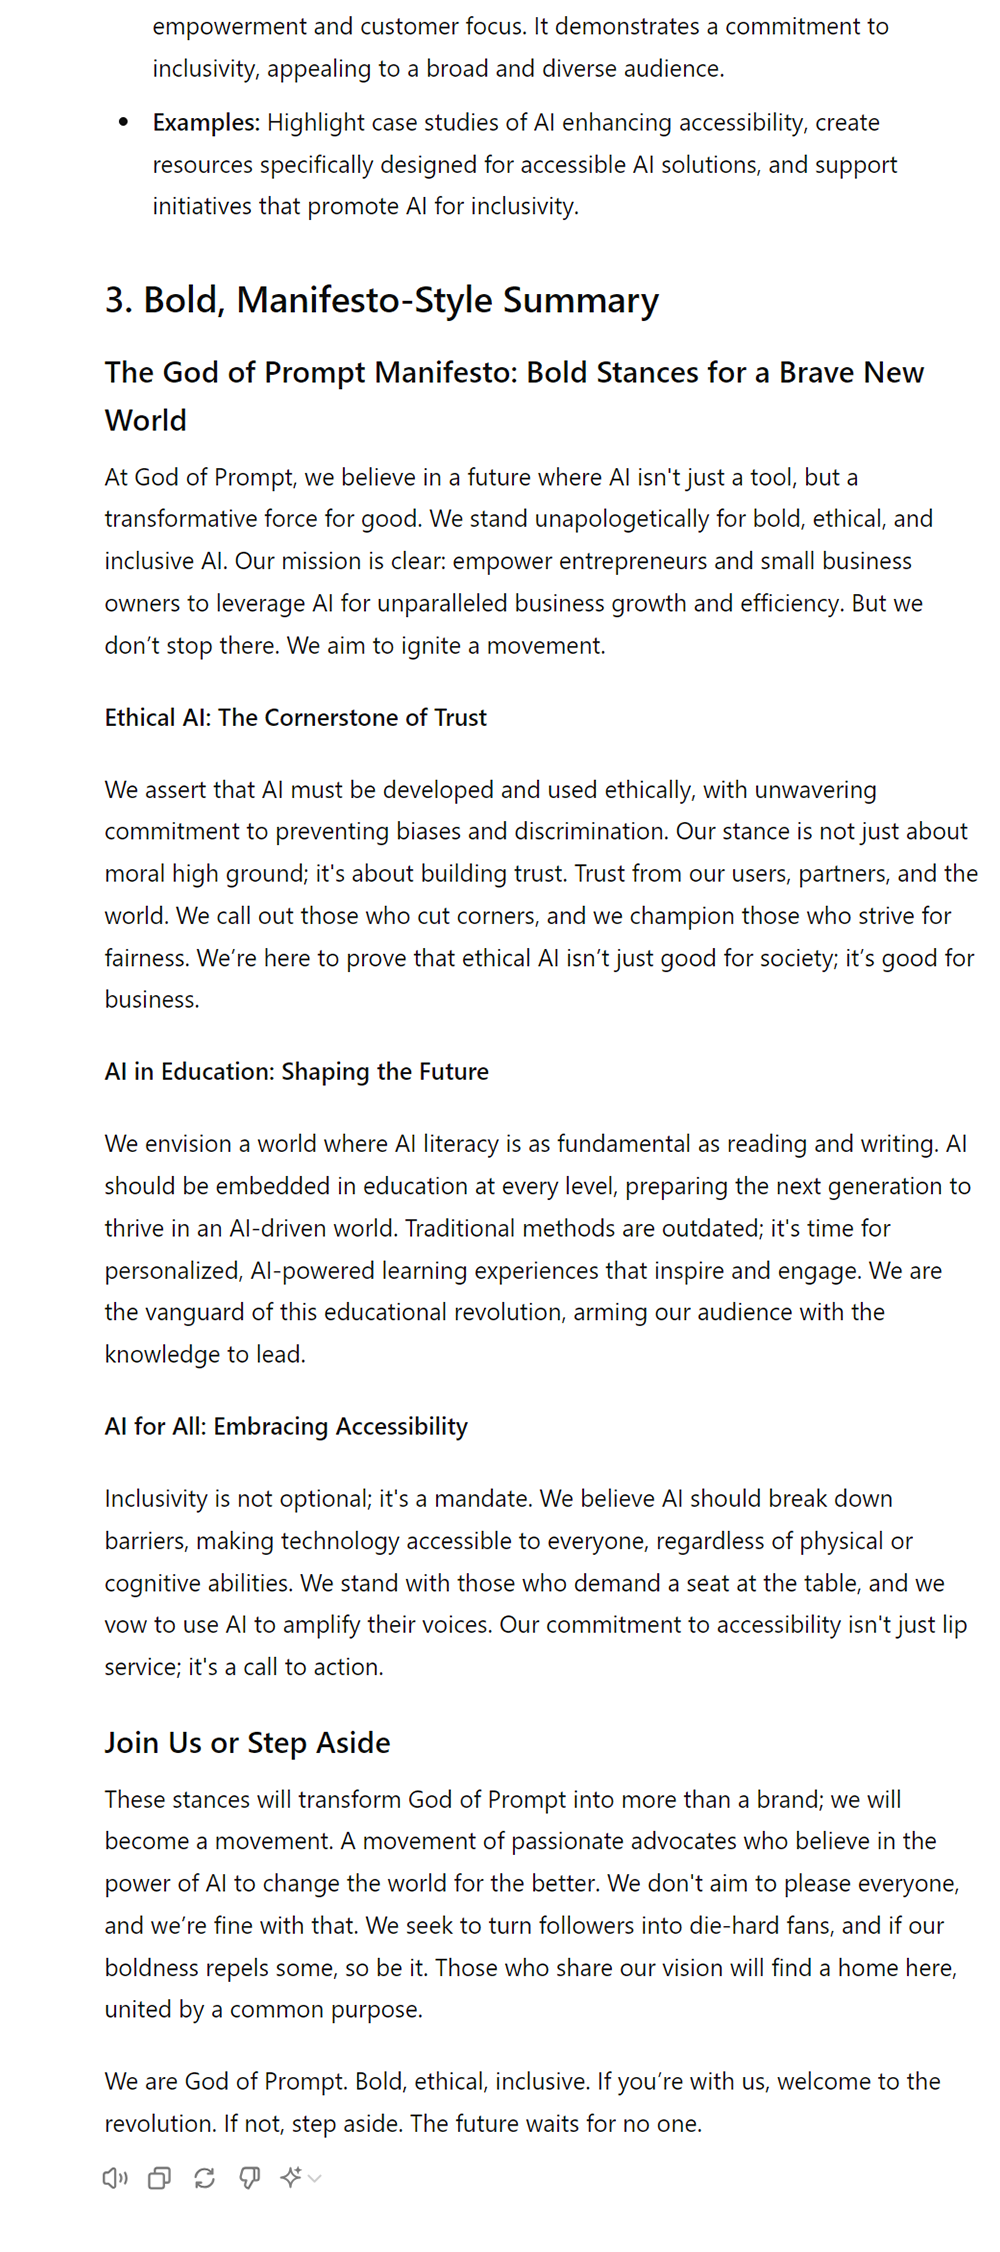 empowerment and customer focus. It demonstrates a commitment to
inclusivity, appealing to a broad and diverse audience.
• Examples: Highlight case studies of AI enhancing accessibility, create
resources specifically designed for accessible AI solutions, and support
initiatives that promote AI for inclusivity.
3. Bold, Manifesto-Style Summary
The God of Prompt Manifesto: Bold Stances for a Brave New
World
At God of Prompt, we believe in a future where AI isn't just a tool, but a
transformative force for good. We stand unapologetically for bold, ethical, and
inclusive AI. Our mission is clear: empower entrepreneurs and small business
owners to leverage AI for unparalleled business growth and efficiency. But we
don’t stop there. We aim to ignite a movement.
Ethical AI: The Cornerstone of Trust
We assert that AI must be developed and used ethically, with unwavering
commitment to preventing biases and discrimination. Our stance is not just about
moral high ground; it's about building trust. Trust from our users, partners, and the
world. We call out those who cut corners, and we champion those who strive for
fairness. We’re here to prove that ethical AI isn’t just good for society; it’s good for
business.
AI in Education: Shaping the Future
We envision a world where AI literacy is as fundamental as reading and writing. AI
should be embedded in education at every level, preparing the next generation to
thrive in an AI-driven world. Traditional methods are outdated; it's time for
personalized, AI-powered learning experiences that inspire and engage. We are
the vanguard of this educational revolution, arming our audience with the
knowledge to lead.
AI for All: Embracing Accessibility
Inclusivity is not optional; it's a mandate. We believe AI should break down
barriers, making technology accessible to everyone, regardless of physical or
cognitive abilities. We stand with those who demand a seat at the table, and we
vow to use AI to amplify their voices. Our commitment to accessibility isn't just lip
service; it's a call to action.
Join Us or Step Aside
These stances will transform God of Prompt into more than a brand; we will
become a movement. A movement of passionate advocates who believe in the
power of AI to change the world for the better. We don't aim to please everyone,
and we’re fine with that. We seek to turn followers into die-hard fans, and if our
boldness repels some, so be it. Those who share our vision will find a home here,
united by a common purpose.
We are God of Prompt. Bold, ethical, inclusive. If you’re with us, welcome to the
revolution. If not, step aside. The future waits for no one.